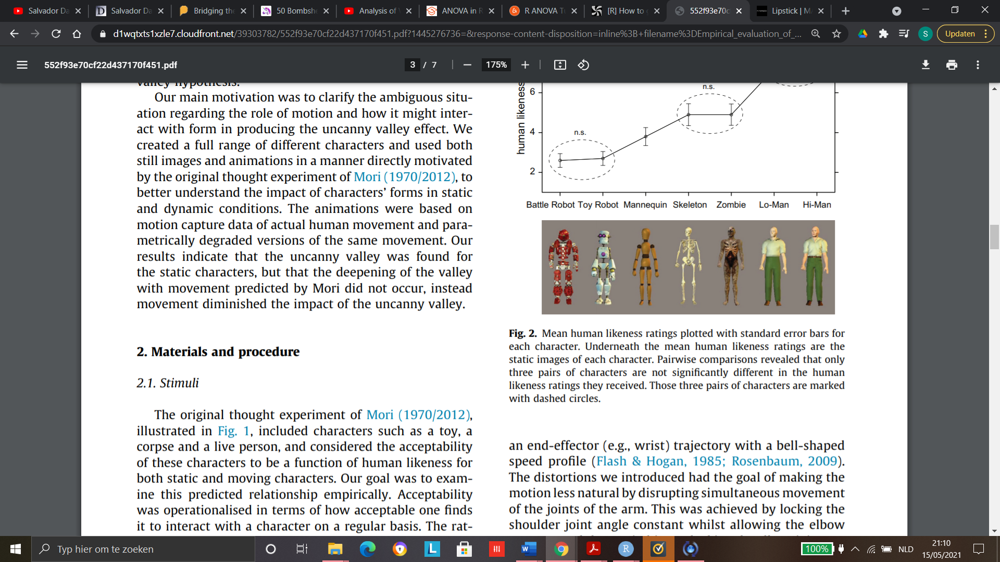 Salvador Da
Salvador Da
Bridging the
50 Bombshe
Analysis of
ANOVA in R
R ANOVA Tu
[R] How to
552f93e70c
Lipstick | M
d1wqtxts1xzle7.cloudfront.net/39303782/552f93e70cf22d437170f451.pdf?1445276736=&response-content-disposition=inline%3B+filename%3DEmpirical_evaluation_of_...
S
Updaten
552f93e70cf22d437170f451.pdf
3 / 7
175%
valley hypothesis.
Our main motivation was to clarify the ambiguous situ-
ation regarding the role of motion and how it might inter-
act with form in producing the uncanny valley effect. We
created a full range of different characters and used both
still images and animations in a manner directly motivated
by the original thought experiment of Mori (1970/2012), to
better understand the impact of characters' forms in static
and dynamic conditions. The animations were based on
motion capture data of actual human movement and para-
metrically degraded versions of the same movement. Our
results indicate that the uncanny valley was found for
the static characters, but that the deepening of the valley
with movement predicted by Mori did not occur, instead
movement diminished the impact of the uncanny valley.
2. Materials and procedure
2.1. Stimuli
The original thought experiment of Mori (1970/2012),
illustrated in Fig. 1, included characters such as a toy, a
corpse and a live person, and considered the acceptability
of these characters to be a function of human likeness for
both static and moving characters. Our goal was to exam-
ine this predicted relationship empirically. Acceptability
was operationalised in terms of how acceptable one finds
it to interact with a character on a regular basis. The rat-
human likeness
6
4
2
n.s.
n.s.
Battle Robot Toy Robot Mannequin Skeleton Zombie Lo-Man Hi-Man
Fig. 2. Mean human likeness ratings plotted with standard error bars for
each character. Underneath the mean human likeness ratings are the
static images of each character. Pairwise comparisons revealed that only
three pairs of characters are not significantly different in the human
likeness ratings they received. Those three pairs of characters are marked
with dashed circles.
an end-effector (e.g., wrist) trajectory with a bell-shaped
speed profile (Flash & Hogan, 1985; Rosenbaum, 2009).
The distortions we introduced had the goal of making the
motion less natural by disrupting simultaneous movement
of the joints of the arm. This was achieved by locking the
shoulder joint angle constant whilst allowing the elbow
Typ hier om te zoeken
100%
NLD
21:10
15/05/2021